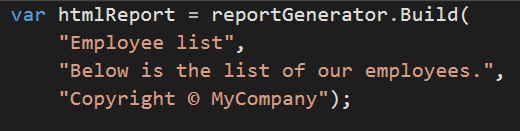 var htmlReport = reportGenerator.Build(
"Employee list",
"Below is the list of our employees.",
"Copyright © MyCompany");